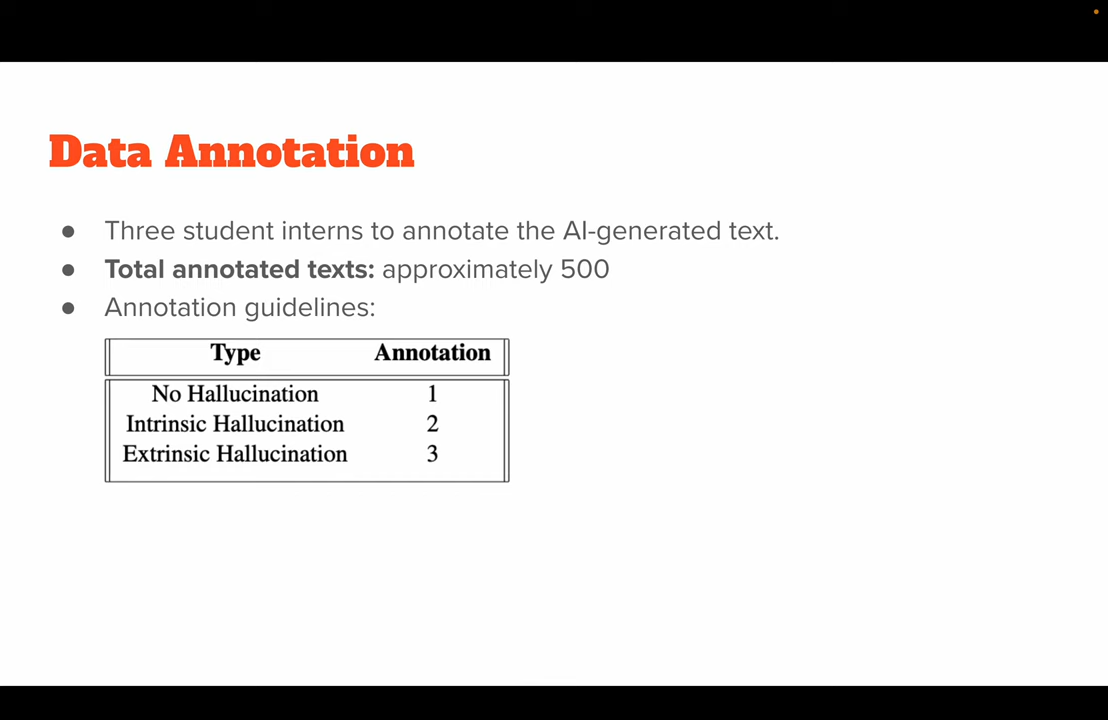 Data Annotation
● Three student interns to annotate the AI-generated text.
● Total annotated texts: approximately 500
● Annotation guidelines:
Type Annotation
No Hallucination 1
Intrinsic Hallucination 2
Extrinsic Hallucination 3